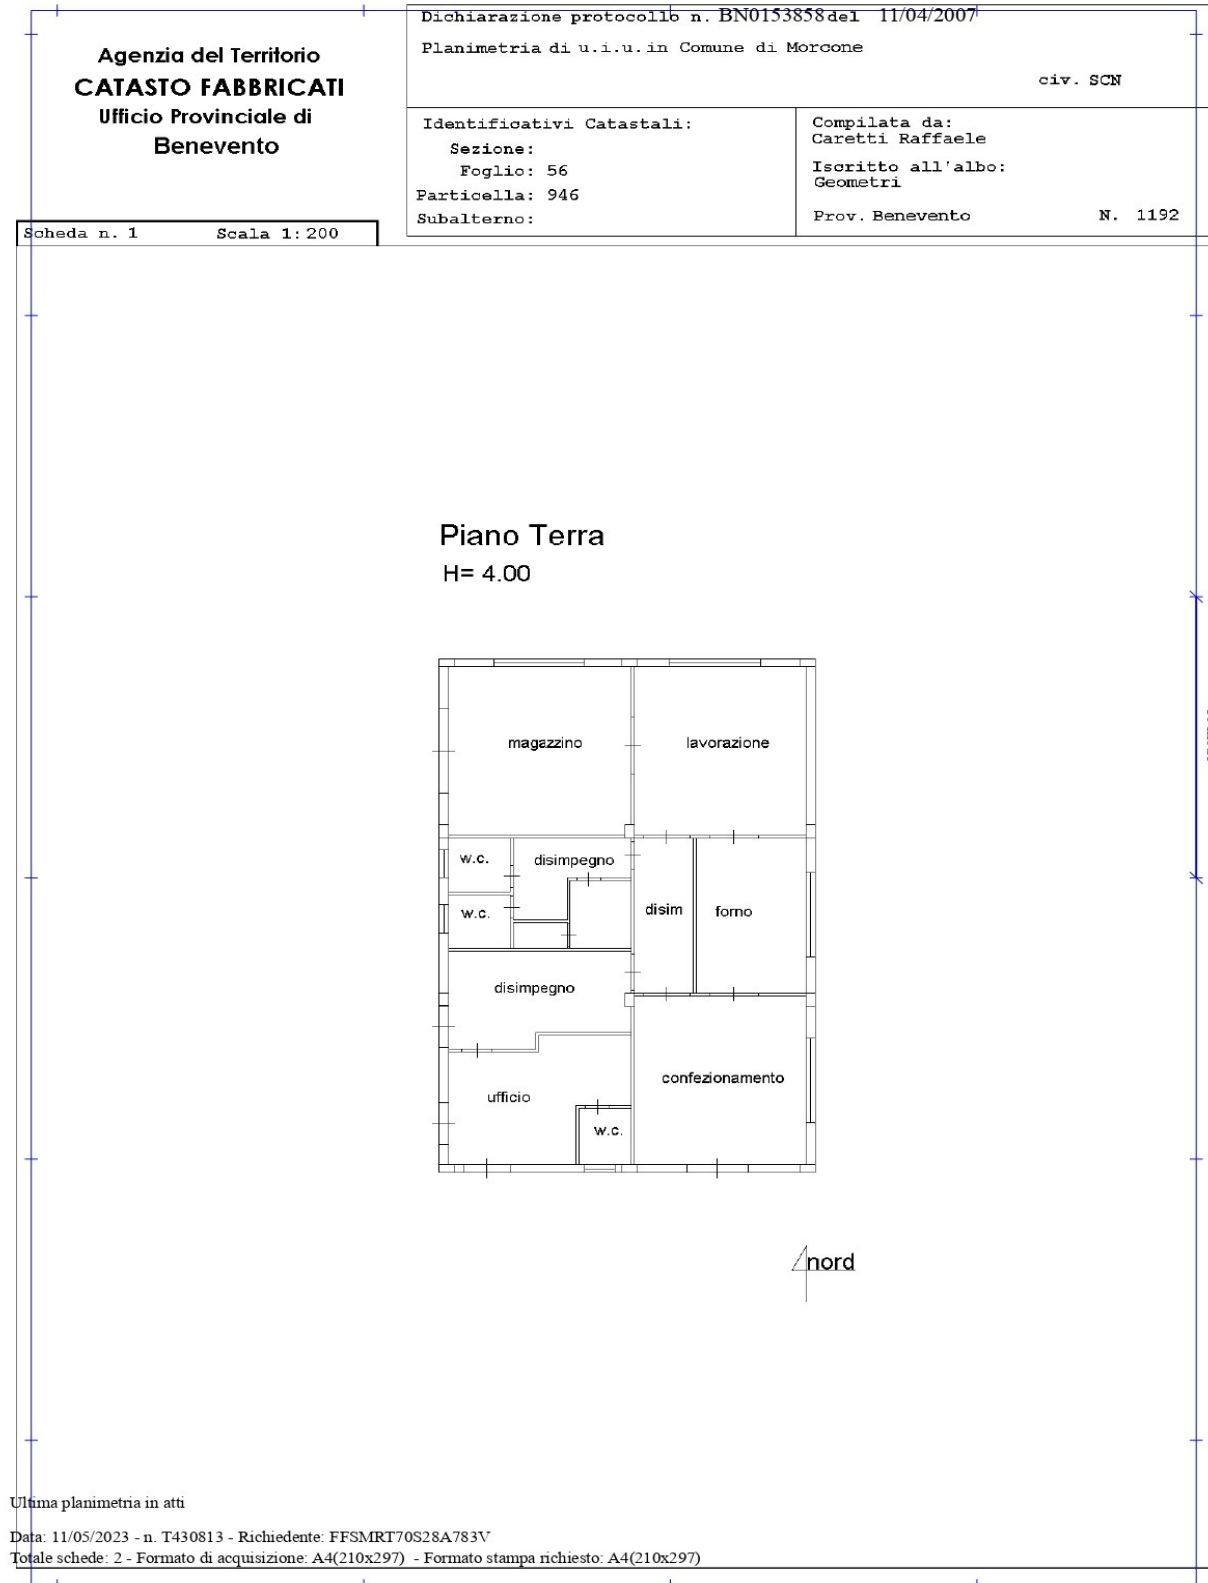 Agenzia del Territorio
CATASTO FABBRICATI
Ufficio Provinciale di
Benevento
Scheda n. 1 Scala 1:200
Dichiarazione protocollo n. BN0153858 del 11/04/2007
Planimetria di u.i.u. in Comune di Morcone
civ. SCN
Identificativi Catastali:
Sezione:
Foglio: 56
Particella: 946
Subalterno:
Compilata da:
Caretti Raffaele
Iscritto all'albo:
Geometri
Prov. Benevento N. 1192
Piano Terra
H= 4.00
magazzino
lavorazione
w.c.
disimpegno
w.c.
disim
forno
disimpegno
confezionamento
ufficio
w.c.
nord
Ultima planimetria in atti
Data: 11/05/2023 - n. T430813 - Richiedente: FFSMRT70S28A783V
Totale schede: 2 - Formato di acquisizione: A4(210x297) - Formato stampa richiesto: A4(210x297)